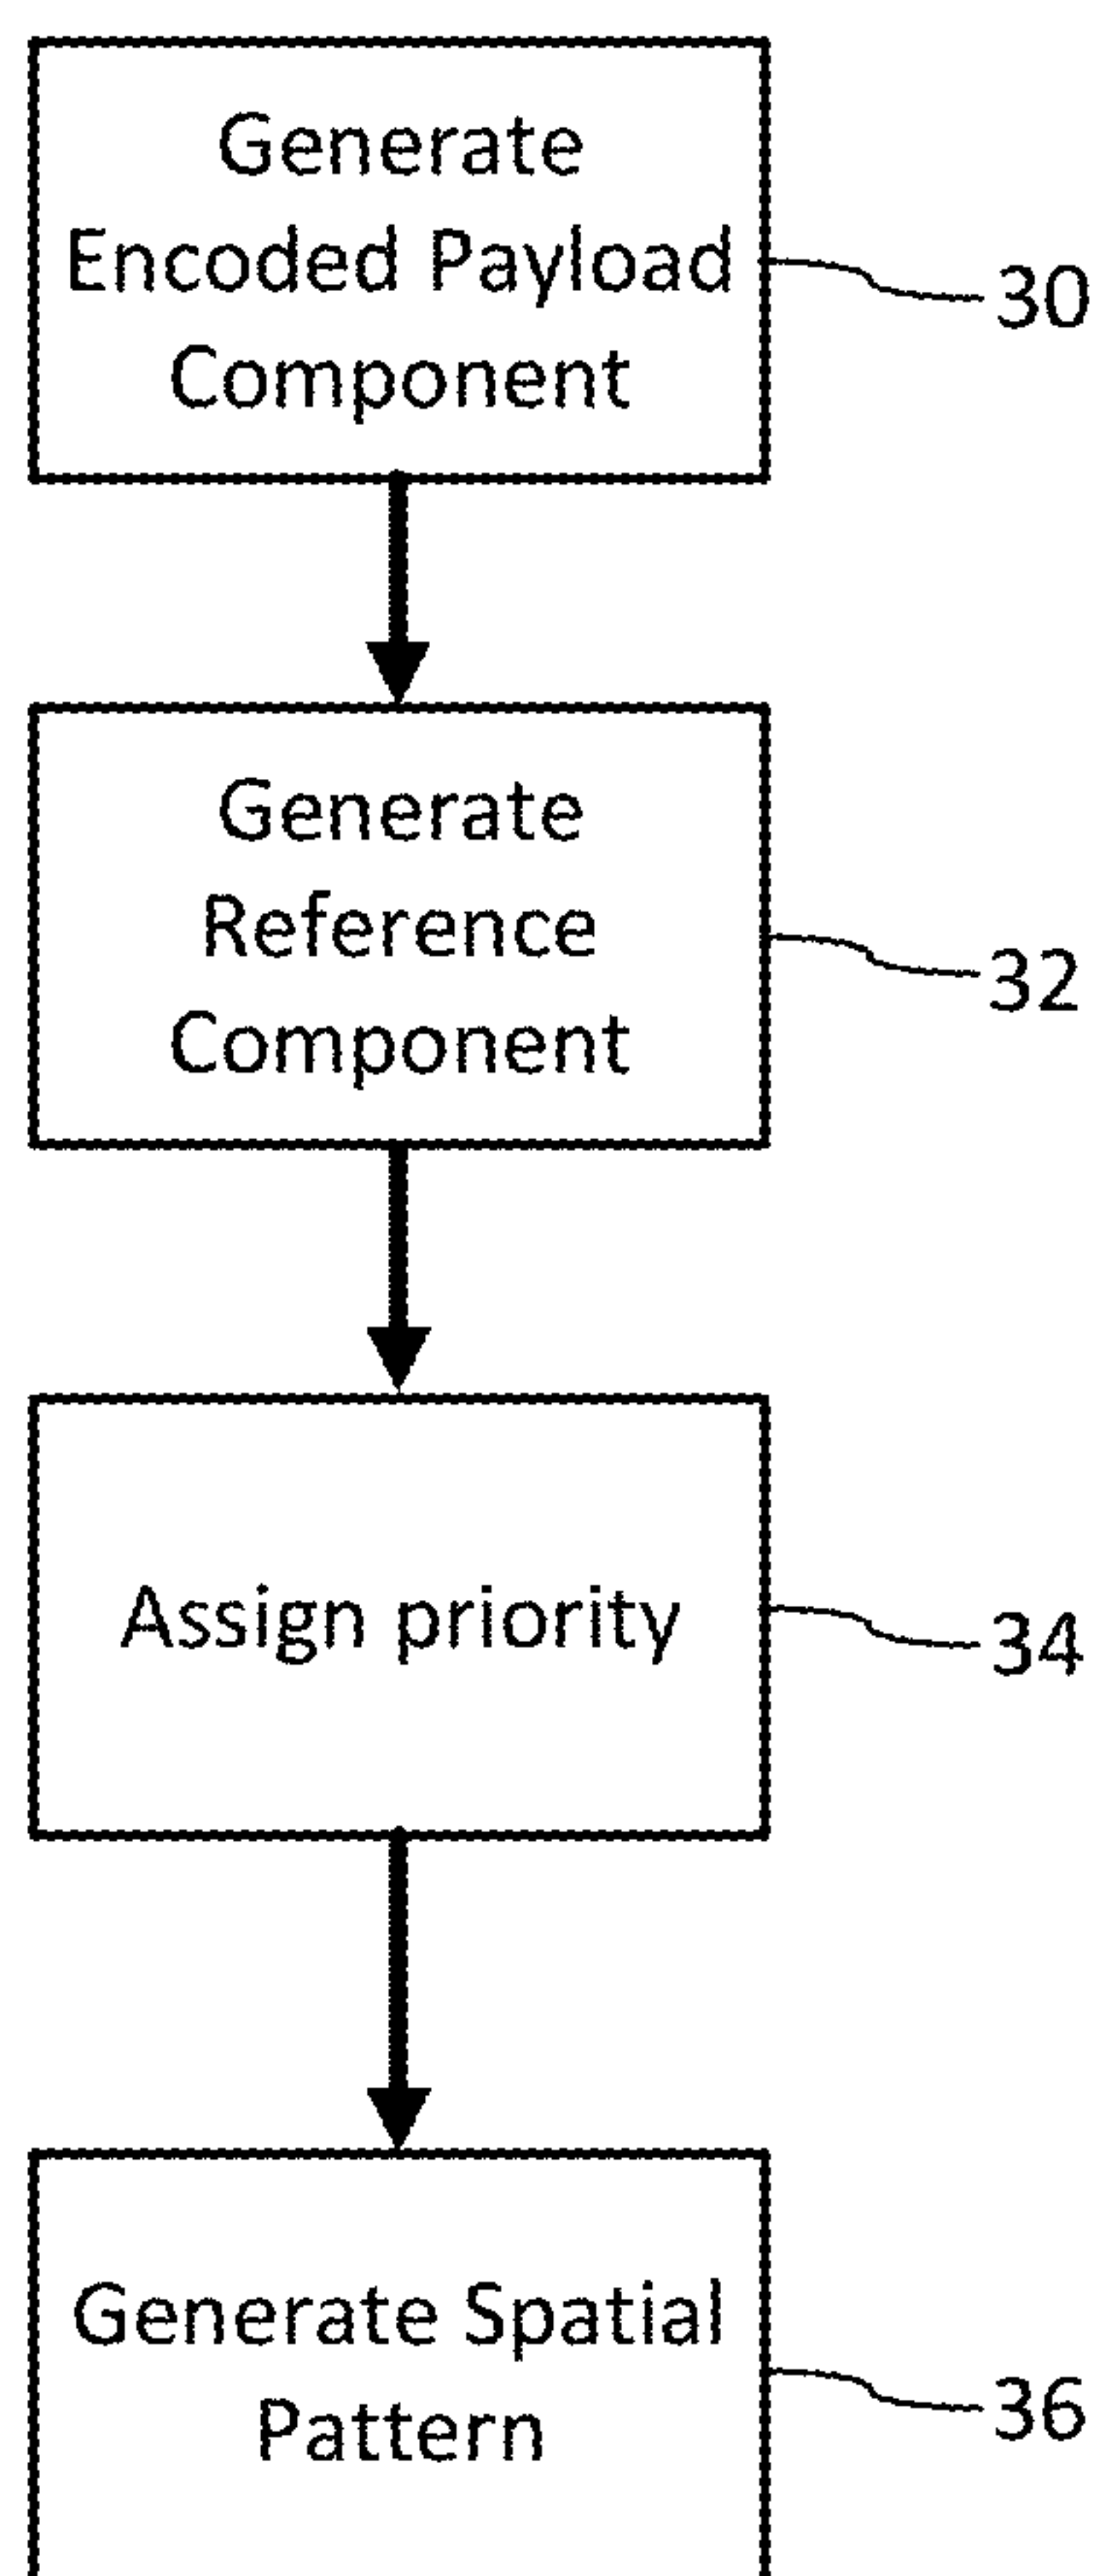 Generate
Encoded Payload
Component
30
Generate
Reference
Component
32
Assign priority
34
Generate Spatial
Pattern
36